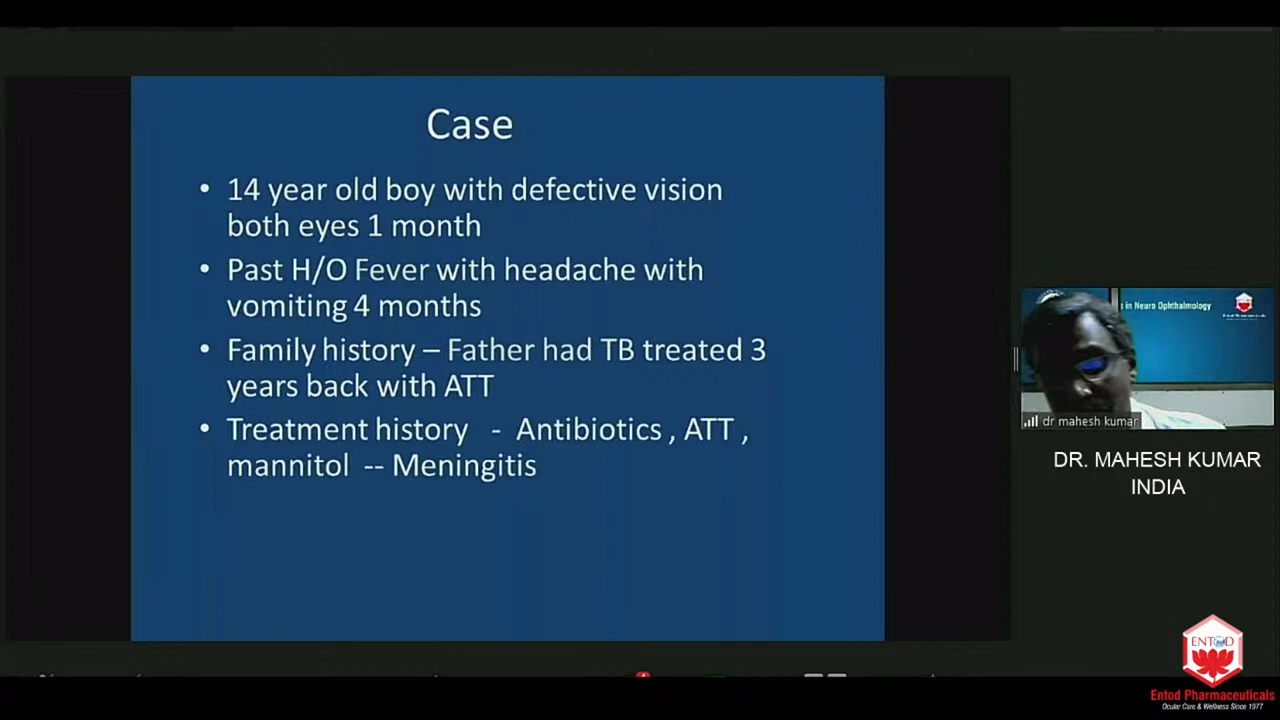 Case
• 14 year old boy with defective vision
both eyes 1 month
• Past H/O Fever with headache with
vomiting 4 months
• Family history – Father had TB treated 3
years back with ATT
• Treatment history - Antibiotics , ATT ,
mannitol -- Meningitis
s in Neuro Ophthalmology
dr mahesh kumar
DR. MAHESH KUMAR
INDIA
ENTOD
Entod Pharmaceuticals
Ocular Care & Wellness Since 1977